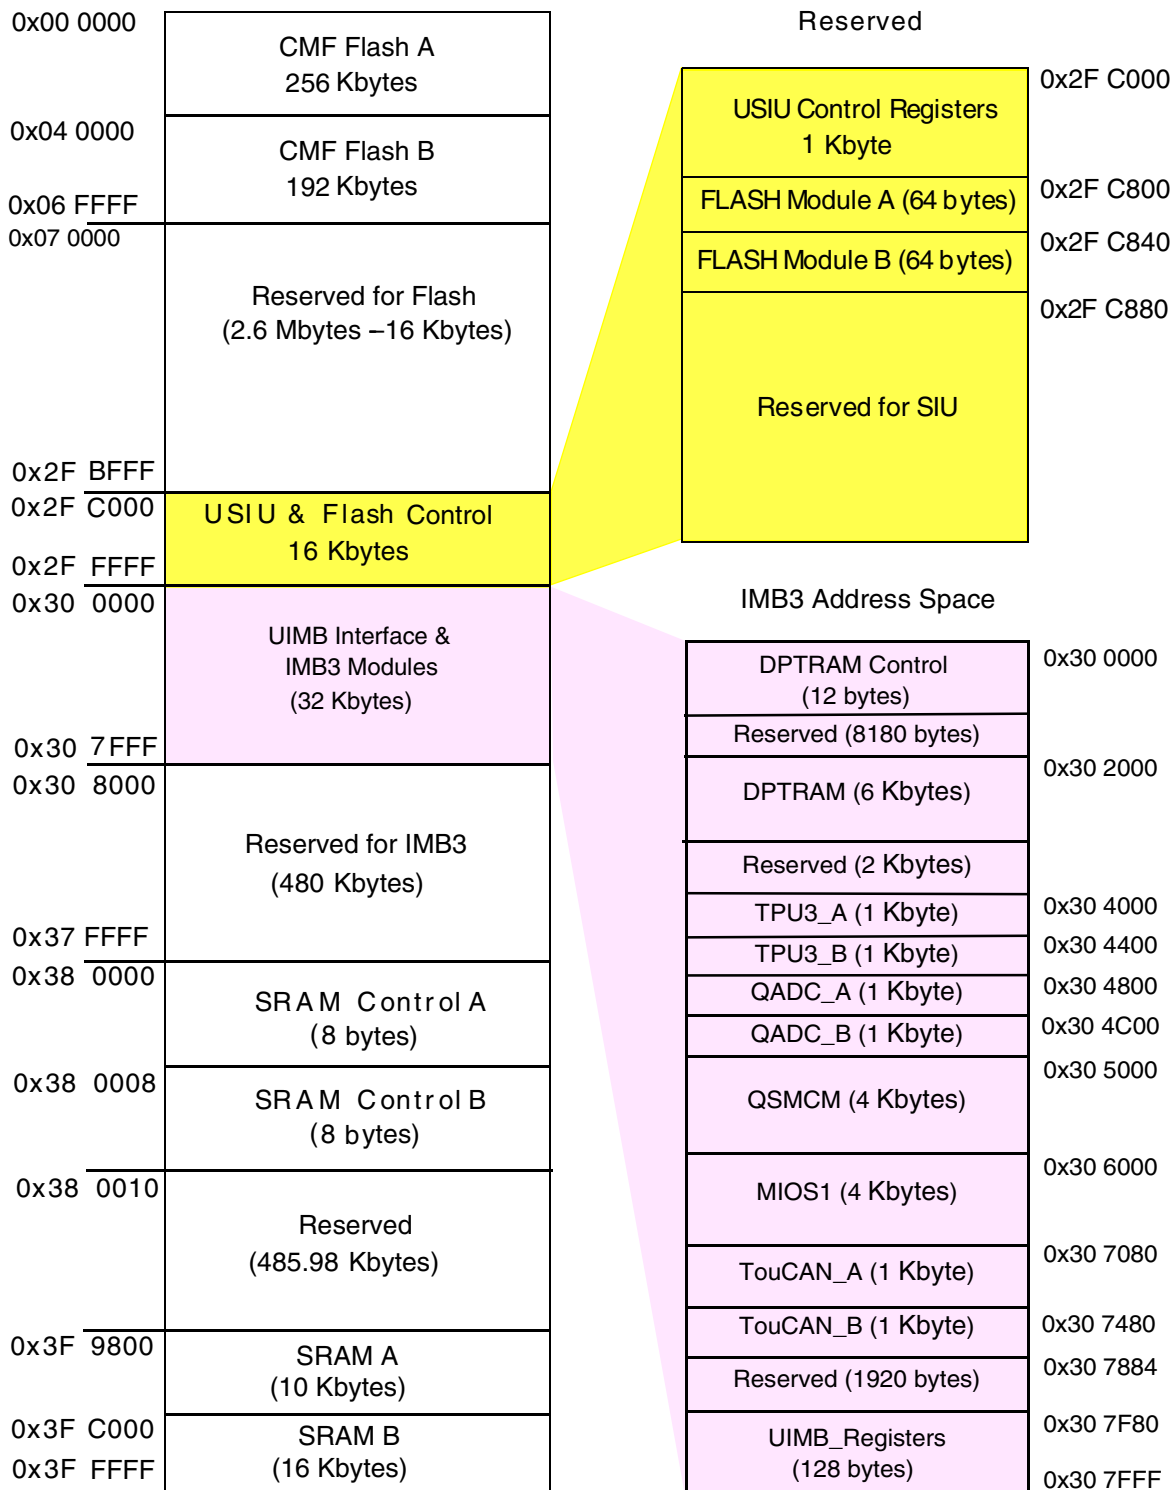 0x00 0000
CMF Flash A
256 Kbytes
0x04 0000
CMF Flash B
192 Kbytes
0x06 FFFF
0x07 0000
Reserved for Flash
(2.6 Mbytes –16 Kbytes)
0x2F BFFF
0x2F C000
USIU & Flash Control
16 Kbytes
0x2F FFFF
0x30 0000
UIMB Interface &
IMB3 Modules
(32 Kbytes)
0x30 7FFF
0x30 8000
Reserved for IMB3
(480 Kbytes)
0x37 FFFF
0x38 0000
SRAM Control A
(8 bytes)
0x38 0008
SRAM Control B
(8 bytes)
0x38 0010
Reserved
(485.98 Kbytes)
0x3F 9800
SRAM A
(10 Kbytes)
0x3F C000
SRAM B
(16 Kbytes)
0x3F FFFF
Reserved
0x2F C000
USIU Control Registers
1 Kbyte
FLASH Module A (64 bytes)
0x2F C800
FLASH Module B (64 bytes)
0x2F C840
0x2F C880
Reserved for SIU
IMB3 Address Space
DPTRAM Control
(12 bytes)
0x30 0000
Reserved (8180 bytes)
0x30 2000
DPTRAM (6 Kbytes)
Reserved (2 Kbytes)
TPU3_A (1 Kbyte)
0x30 4000
TPU3_B (1 Kbyte)
0x30 4400
QADC_A (1 Kbyte)
0x30 4800
QADC_B (1 Kbyte)
0x30 4C00
0x30 5000
QSMCM (4 Kbytes)
0x30 6000
MIOS1 (4 Kbytes)
0x30 7080
TouCAN_A (1 Kbyte)
TouCAN_B (1 Kbyte)
0x30 7480
Reserved (1920 bytes)
0x30 7884
0x30 7F80
UIMB_Registers
(128 bytes)
0x30 7FFF